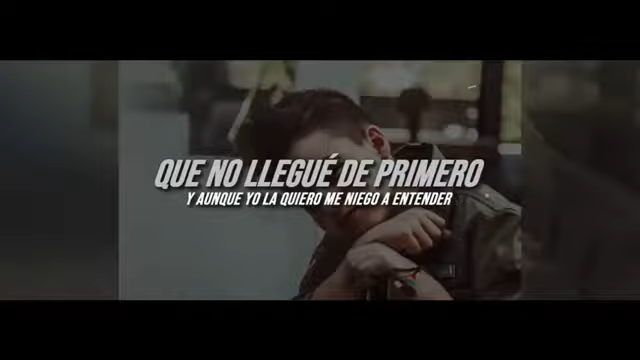 QUE NO LLEGUÉ DE PRIMERO
Y AUNQUE YO LA QUIERO ME NIEGO A ENTENDER